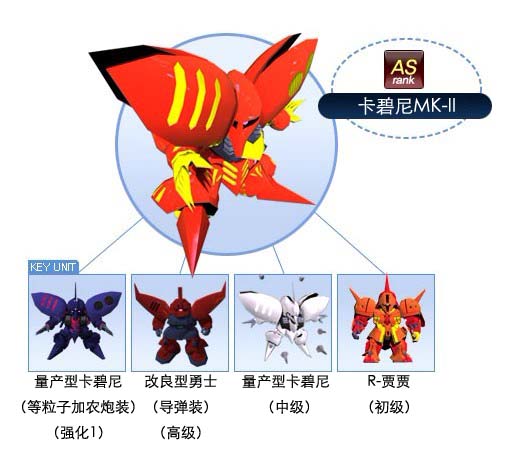 AS
rank
卡碧尼MK-II
KEY UNIT
量产型卡碧尼
（等粒子加农炮装）
（强化1）
改良型勇士
（导弹装）
（高级）
量产型卡碧尼
（中级）
R-贾贾
（初级）